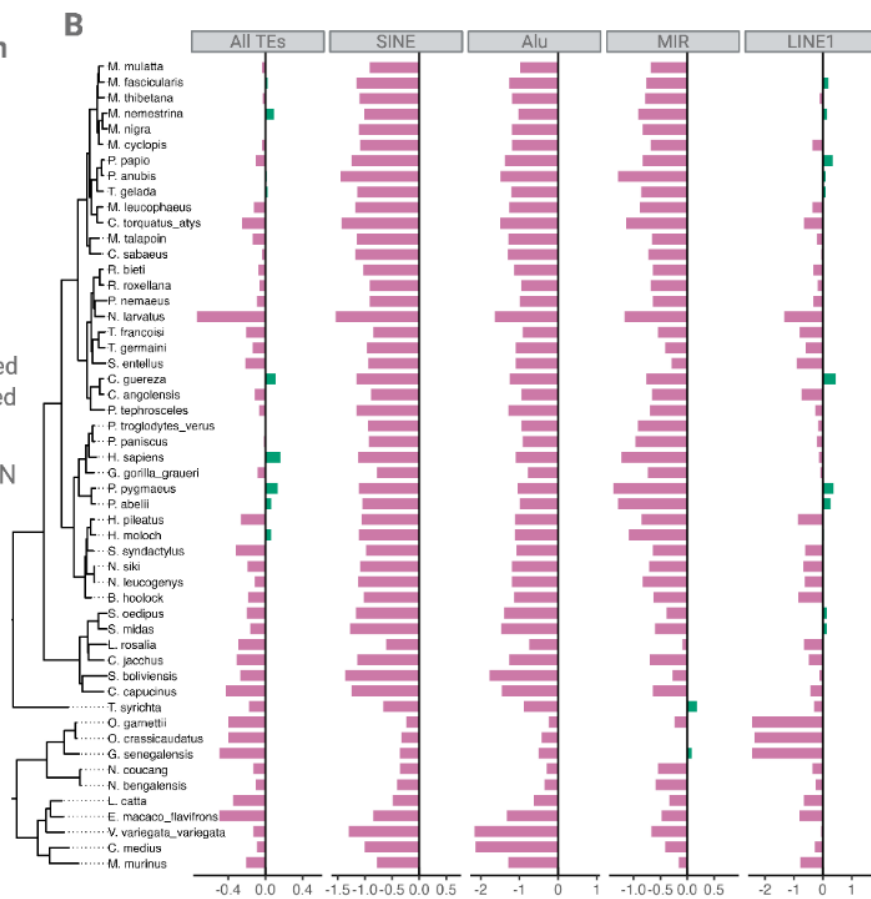 B
n
All TEs SINE Alu MIR LINE1
M. mulatta
M. fascicularis
M. thibetana
M. nemestrina
M. nigra
M. cyclopis
P. papio
P. anubis
T. gelada
M. leucophaeus
C. torquatus_atys
M. talapoin
C. sabaeus
R. bieti
R. roxellana
P. nemaeus
N. larvatus
T. francoisi
T. germaini
S. entellus
ed
C. guereza
ed
C. angolensis
P. tephrosceles
P. troglodytes_verus
P. paniscus
H. sapiens
N
G. gorilla_graueri
P. pygmaeus
P. abelii
H. pileatus
H. moloch
S. syndactylus
N. siki
N. leucogenys
B. hoolock
S. oedipus
S. midas
L. rosalia
C. jacchus
S. boliviensis
C. capucinus
T. syrichta
O. garnettii
O. crassicaudatus
G. senegalensis
N. coucang
N. bengalensis
L. catta
E. macaco_flavifrons
V. variegata_variegata
C. medius
M. murinus
-0.4 0.0 0.4 -1.5 -1.0 -0.5 0.0 0.5 -2 -1 0 1 -1.0 -0.5 0.0 0.5 -2 -1 0 1